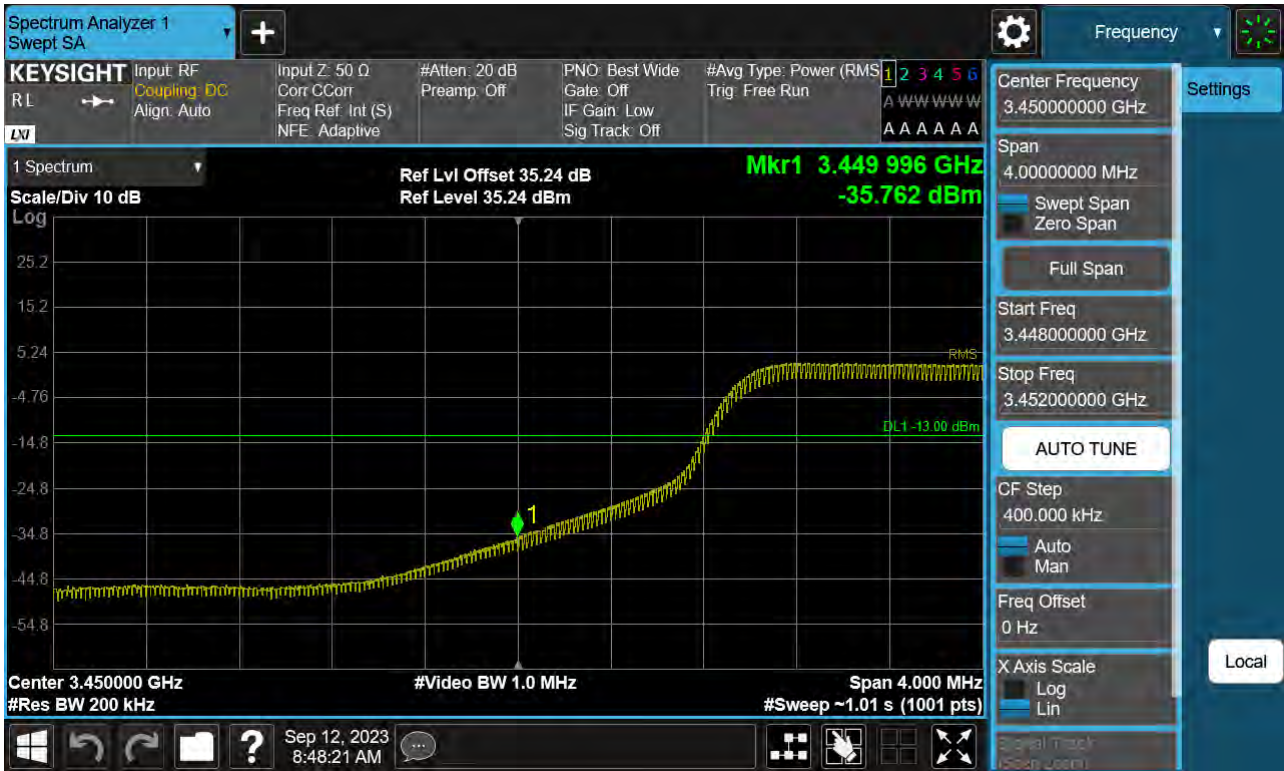 Spectrum Analyzer 1
Swept SA
Frequency
KEYSIGHT
RL
LXI
Input: RF
Coupling: DC
Align: Auto
Input Z: 50 Ω
Corr CCorr
Freq Ref: Int (S)
NFE: Adaptive
#Atten: 20 dB
Preamp: Off
PNO: Best Wide
Gate: Off
IF Gain: Low
Sig Track: Off
#Avg Type: Power (RMS
Trig: Free Run
1 2 3 4 5 6
A W W W W W
A A A A A A
1 Spectrum
Scale/Div 10 dB
Log
Ref Lvl Offset 35.24 dB
Ref Level 35.24 dBm
Mkr1 3.449 996 GHz
-35.762 dBm
25.2
15.2
5.24
-4.76
-14.8
-24.8
-34.8
-44.8
-54.8
RMS
DL1 -13.00 dBm
1
Center 3.450000 GHz
#Res BW 200 kHz
#Video BW 1.0 MHz
Span 4.000 MHz
#Sweep ~1.01 s (1001 pts)
Center Frequency
3.450000000 GHz
Span
4.00000000 MHz
Swept Span
Zero Span
Full Span
Start Freq
3.448000000 GHz
Stop Freq
3.452000000 GHz
AUTO TUNE
CF Step
400.000 kHz
Auto
Man
Freq Offset
0 Hz
X Axis Scale
Log
Lin
Signal Track
(Span Zoom)
Settings
Local
?
Sep 12, 2023
8:48:21 AM